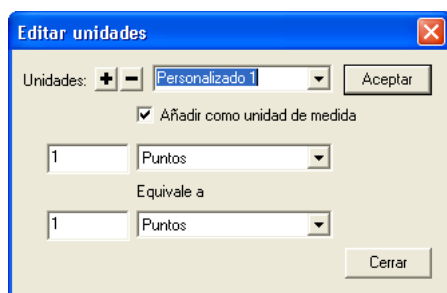 Editar unidades
Unidades: + - Personalizado 1 Aceptar
Añadir como unidad de medida
1 Puntos
Equivale a
1 Puntos
Cerrar